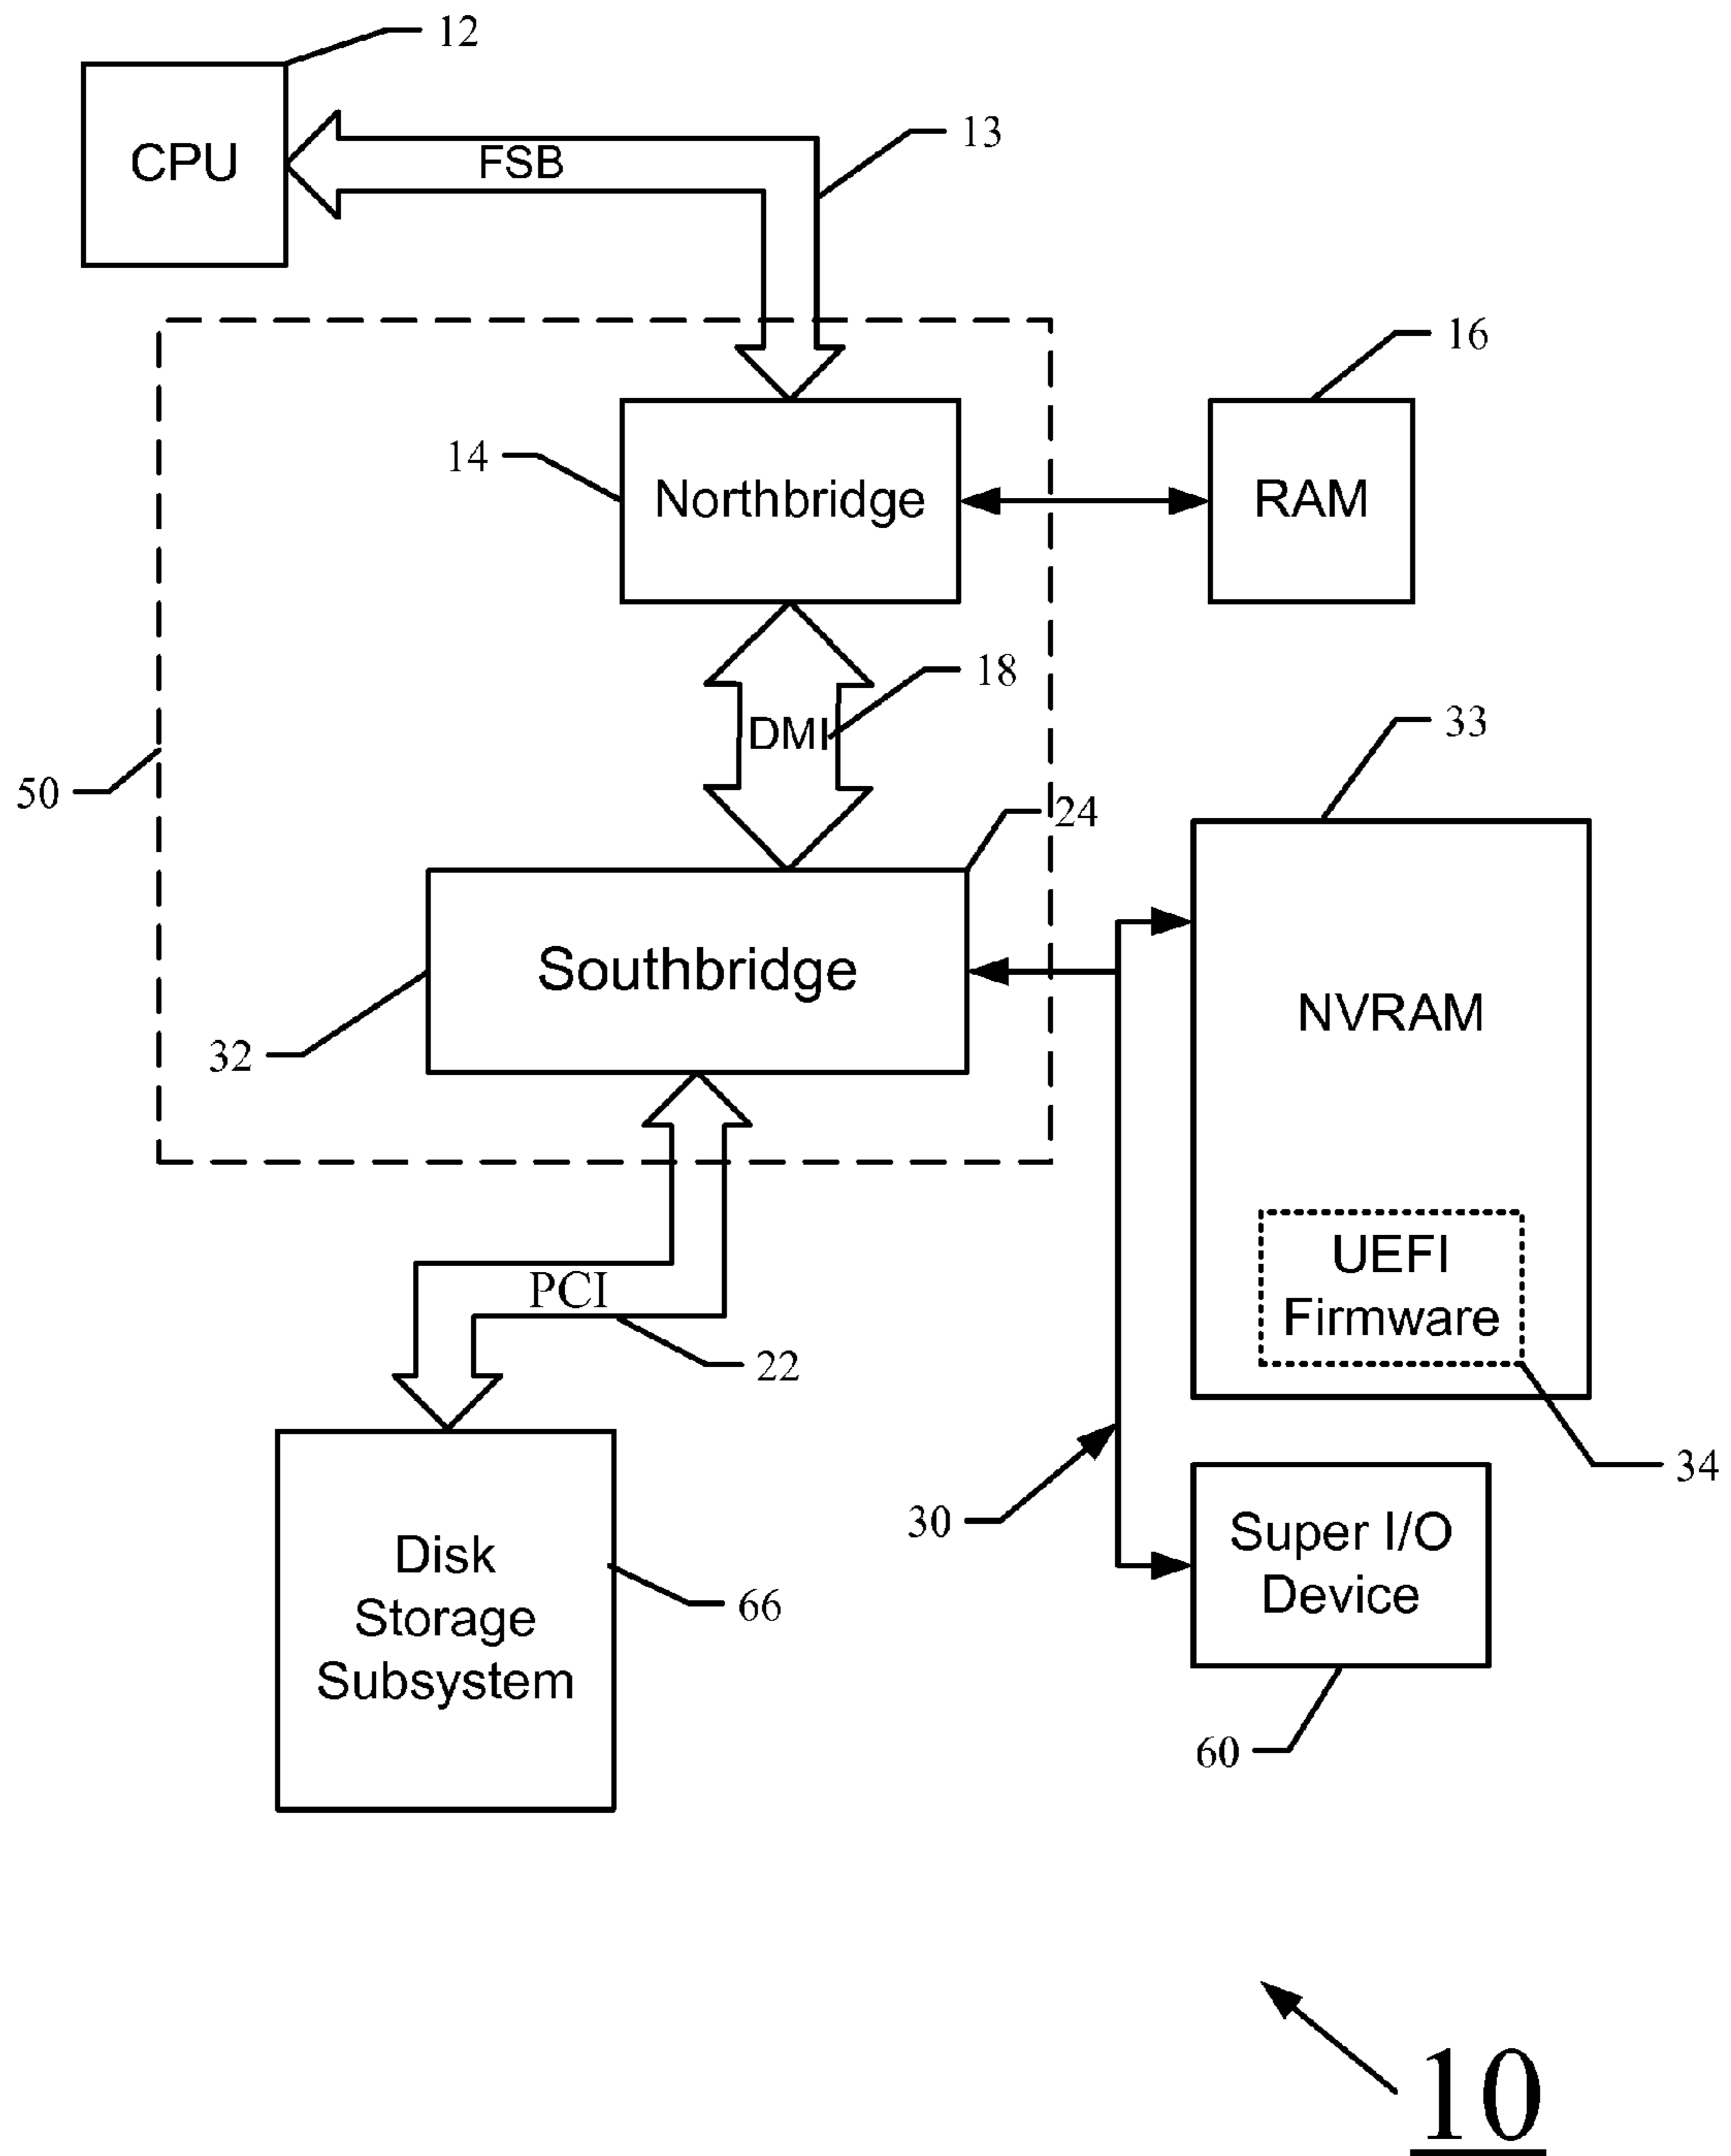 12
CPU
FSB
13
16
14
Northbridge
RAM
18
DMI
33
50
24
Southbridge
NVRAM
32
UEFI
Firmware
PCI
22
34
30
Super I/O
Device
Disk
Storage
Subsystem
66
60
10